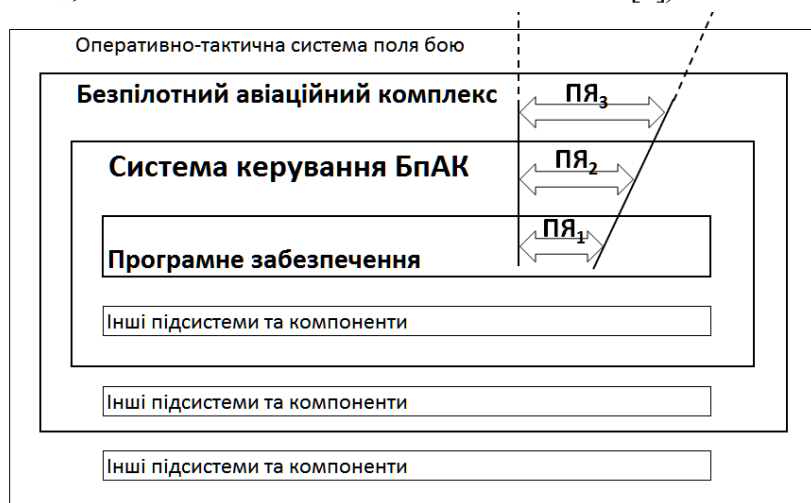 Оперативно-тактична система поля бою
Безпілотний авіаційний комплекс
ПЯ₃
Система керування БпАК
ПЯ₂
ПЯ₁
Програмне забезпечення
Інші підсистеми та компоненти
Інші підсистеми та компоненти
Інші підсистеми та компоненти